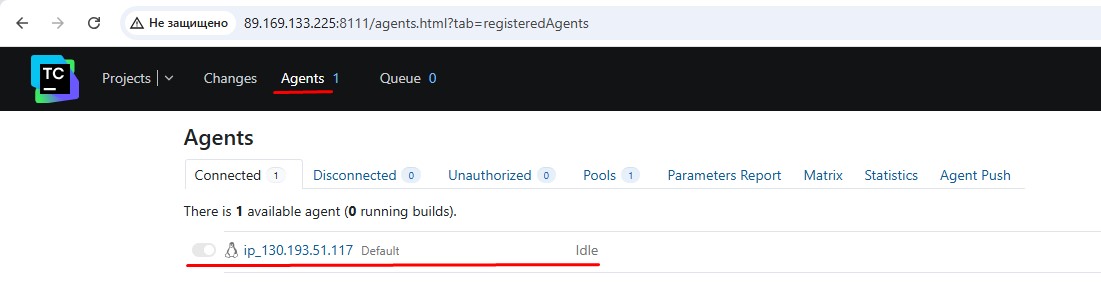 Не защищено 89.169.133.225:8111/agents.html?tab=registeredAgents
TC Projects Changes Agents 1 Queue 0
Agents
Connected 1 Disconnected 0 Unauthorized 0 Pools 1 Parameters Report Matrix Statistics Agent Push
There is 1 available agent (0 running builds).
ip_130.193.51.117 Default Idle